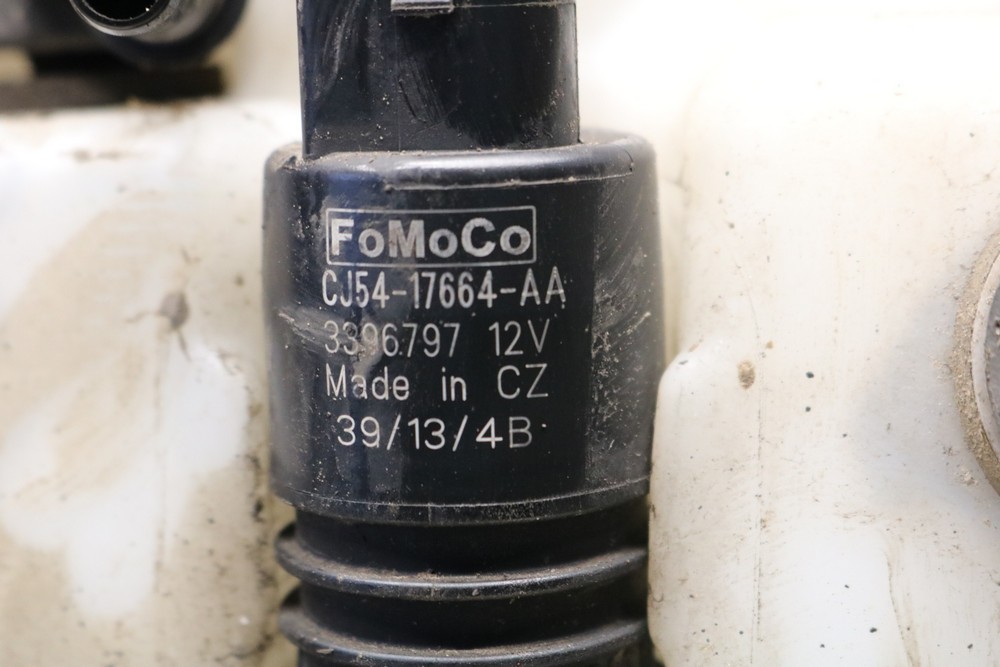 FoMoCo
CJ54-17664-AA
3396797 12V
Made in CZ
39/13/4B